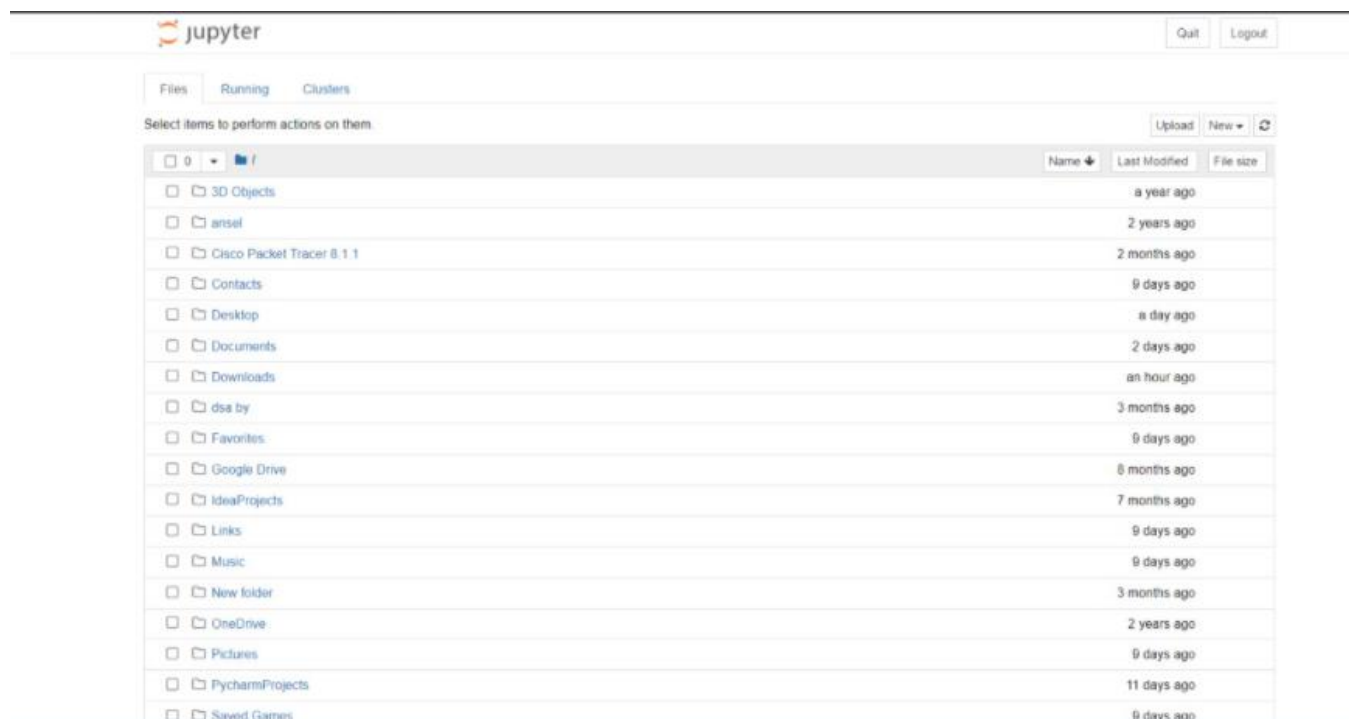 jupyter Quit Logout
Files Running Clusters
Select items to perform actions on them. Upload New
0 / Name Last Modified File size
3D Objects a year ago
ansel 2 years ago
Cisco Packet Tracer 8.1.1 2 months ago
Contacts 9 days ago
Desktop a day ago
Documents 2 days ago
Downloads an hour ago
dsa by 3 months ago
Favorites 9 days ago
Google Drive 8 months ago
IdeaProjects 7 months ago
Links 9 days ago
Music 9 days ago
New folder 3 months ago
OneDrive 2 years ago
Pictures 9 days ago
PycharmProjects 11 days ago
Saved Games 9 days ago